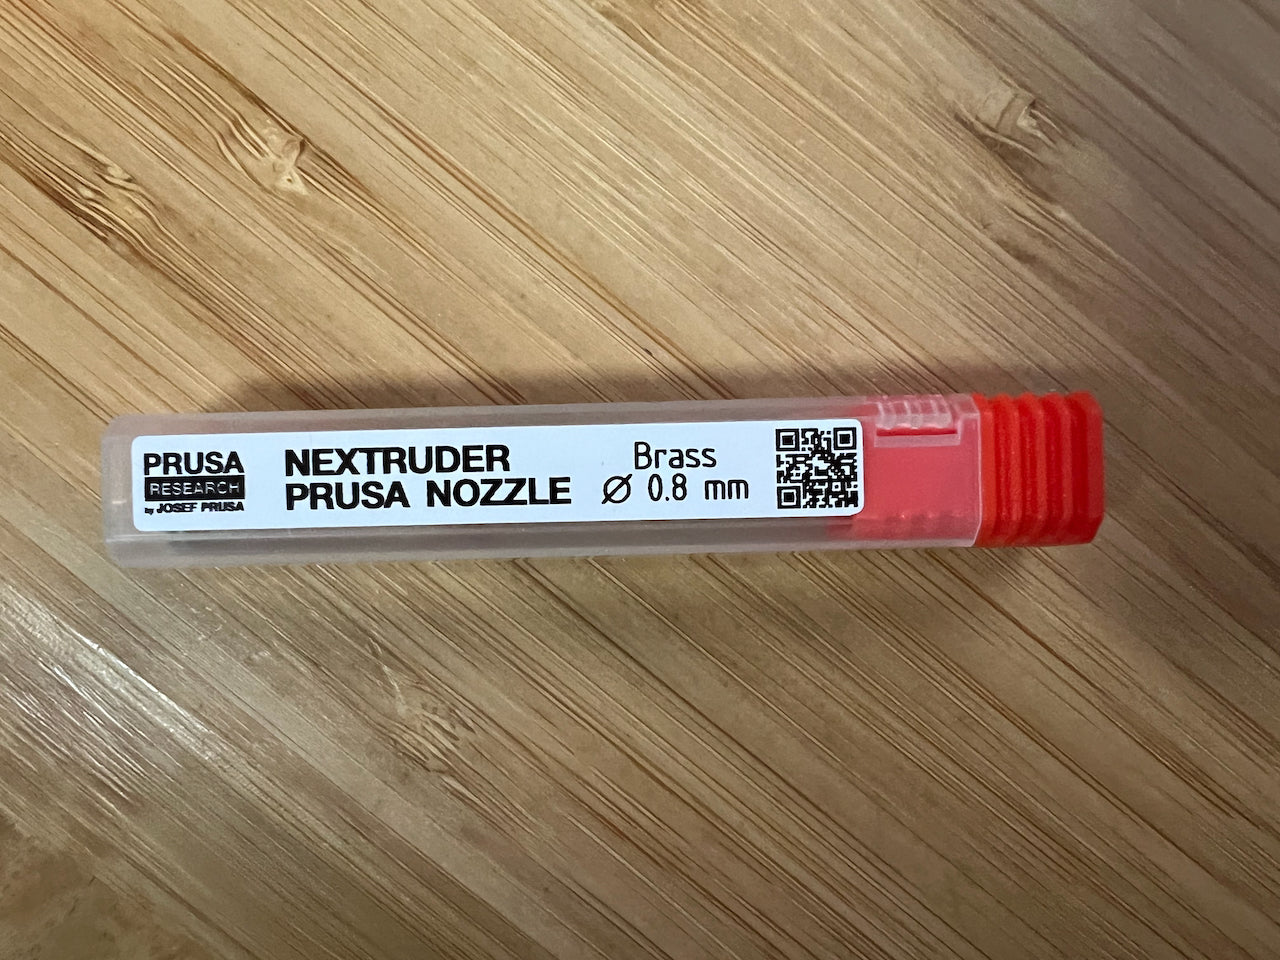 PRUSA
RESEARCH
by JOSEF PRUSA
NEXTRUDER
PRUSA NOZZLE
Brass
Ø 0.8 mm